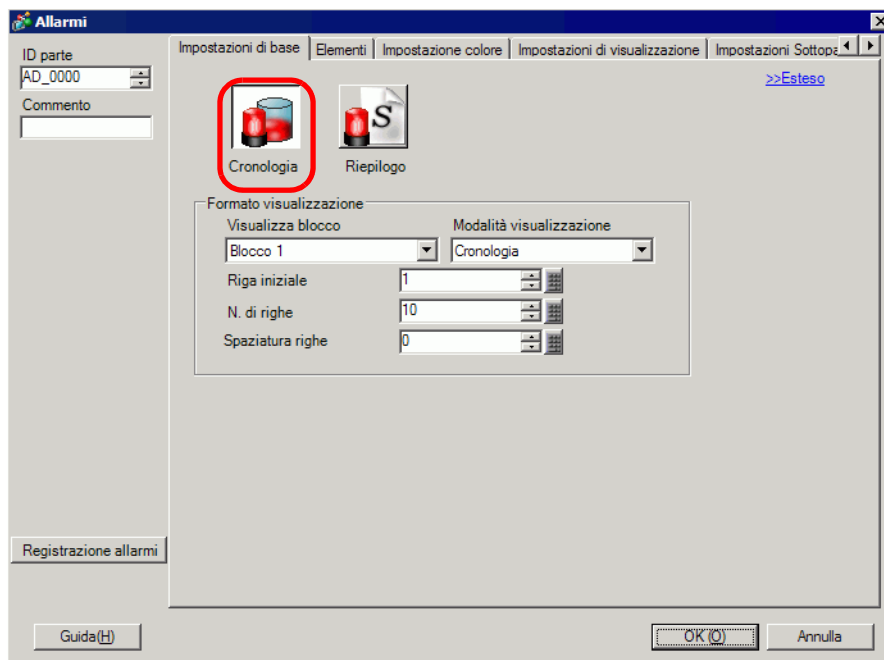 Allarmi
ID parte
AD_0000
Commento
Impostazioni di base
Elementi
Impostazione colore
Impostazioni di visualizzazione
Impostazioni Sottopa
>>Esteso
S
Cronologia
Riepilogo
Formato visualizzazione
Visualizza blocco
Modalità visualizzazione
Blocco 1
Cronologia
Riga iniziale
1
N. di righe
10
Spaziatura righe
0
Registrazione allarmi
Guida(H)
OK (O)
Annulla